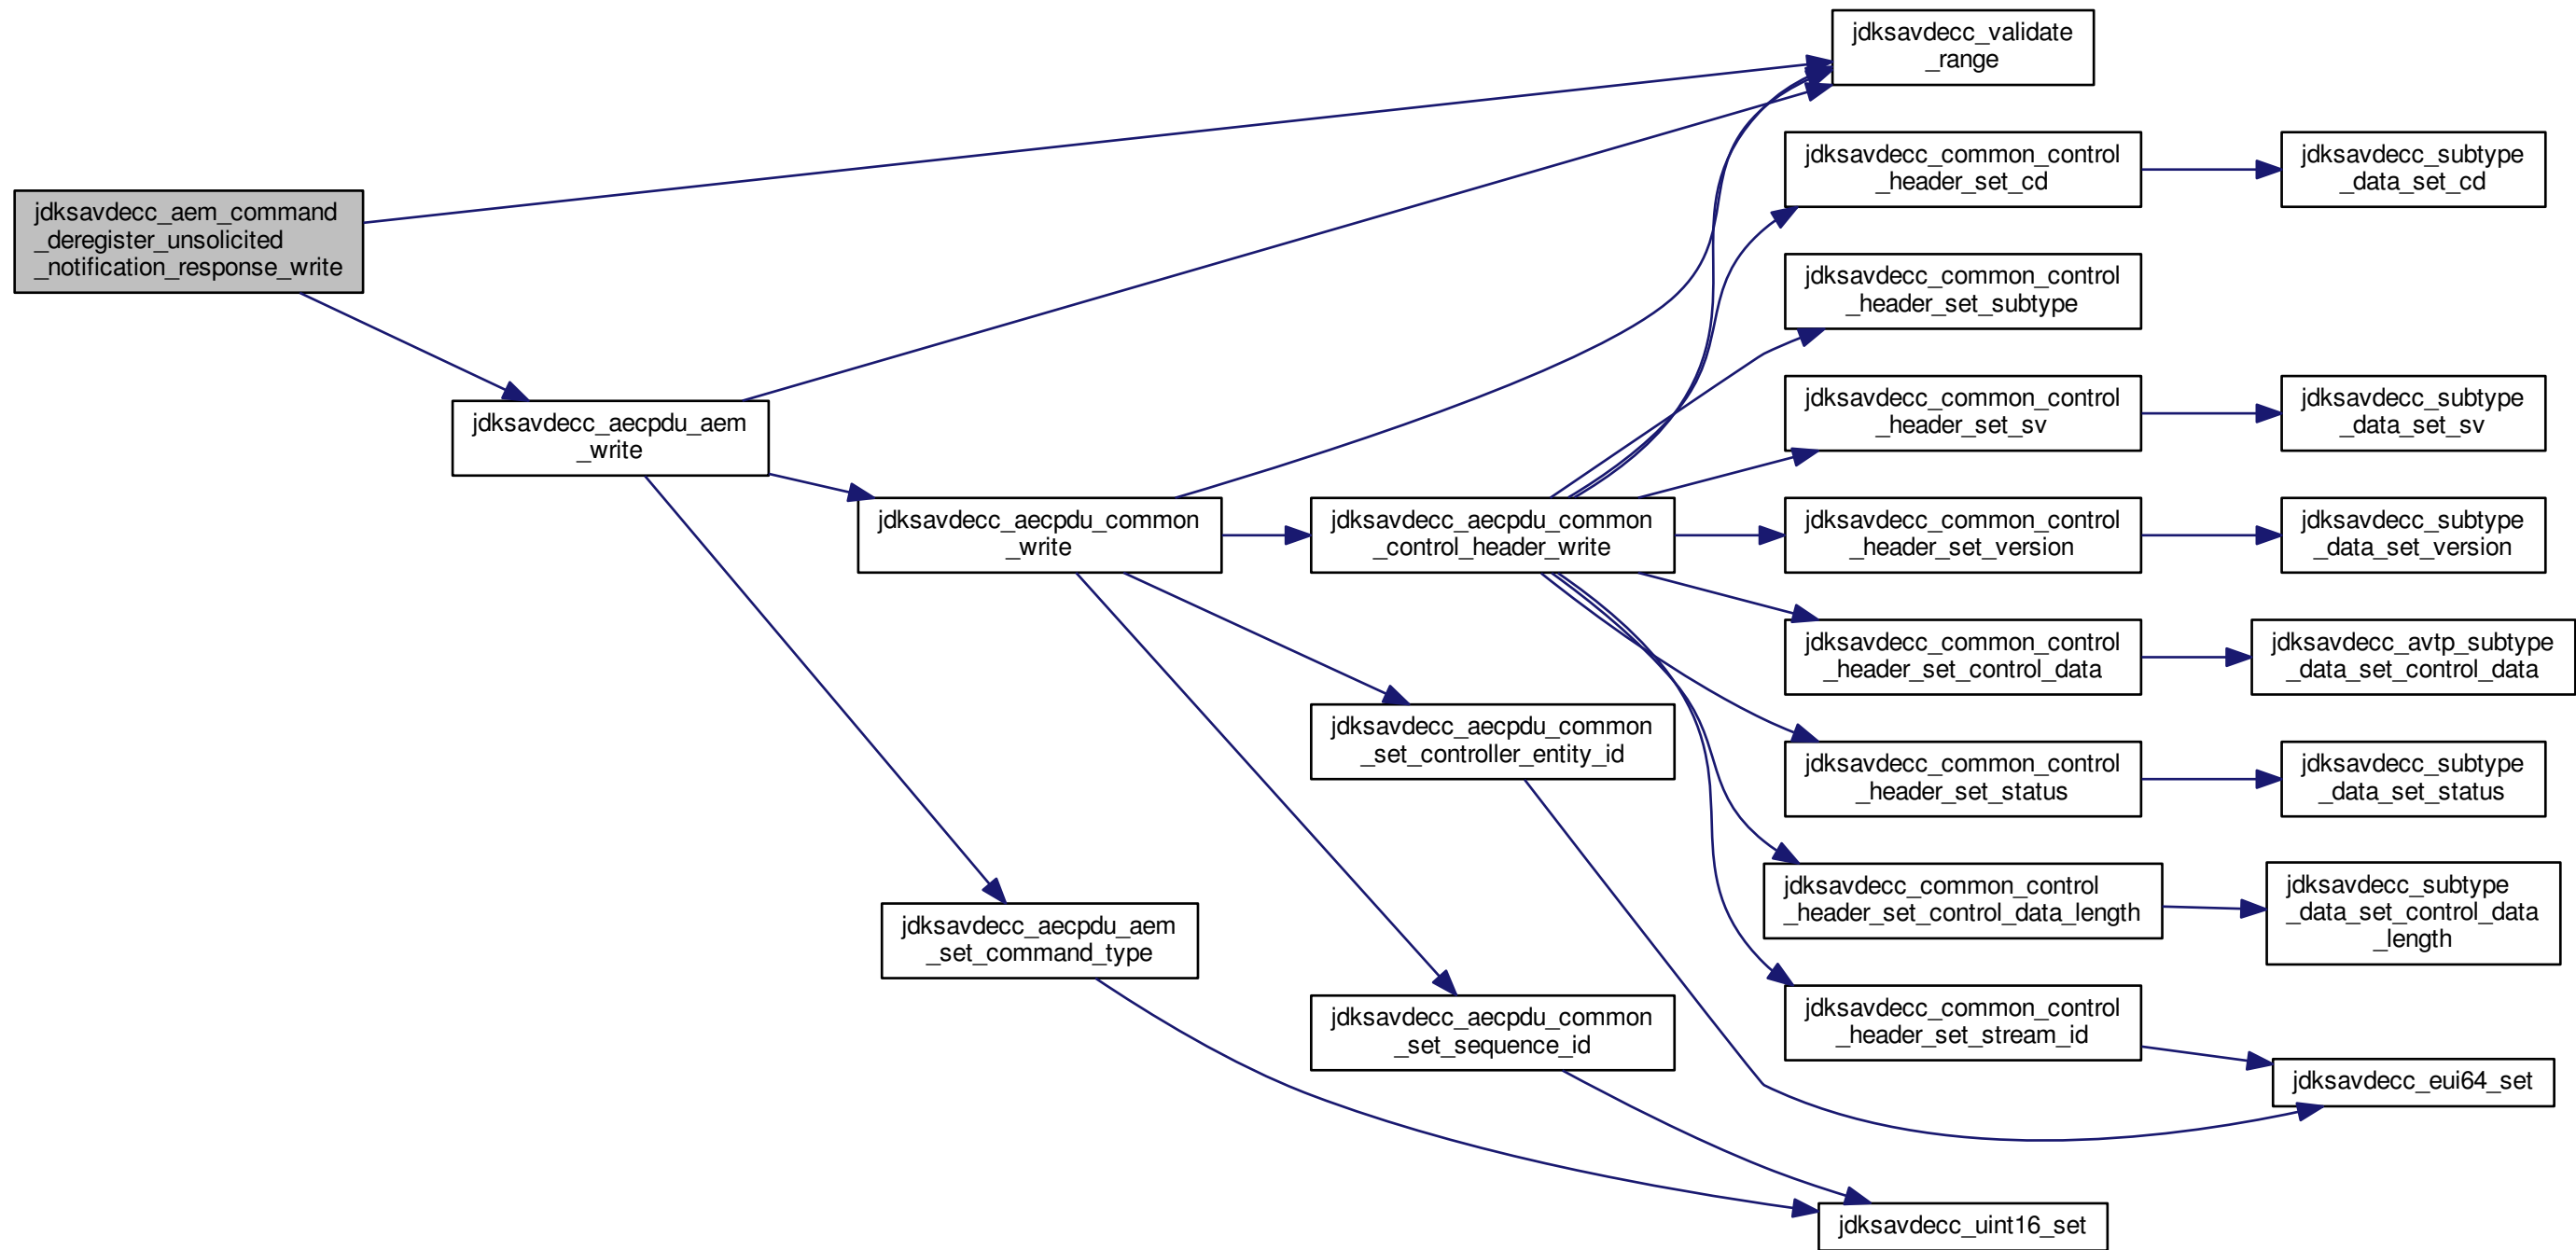 jdksavdecc_aem_command
_deregister_unsolicited
_notification_response_write
jdksavdecc_aecpdu_aem
_write
jdksavdecc_aecpdu_common
_write
jdksavdecc_aecpdu_aem
_set_command_type
jdksavdecc_aecpdu_common
_control_header_write
jdksavdecc_aecpdu_common
_set_controller_entity_id
jdksavdecc_aecpdu_common
_set_sequence_id
jdksavdecc_validate
_range
jdksavdecc_common_control
_header_set_cd
jdksavdecc_common_control
_header_set_subtype
jdksavdecc_common_control
_header_set_sv
jdksavdecc_common_control
_header_set_version
jdksavdecc_common_control
_header_set_control_data
jdksavdecc_common_control
_header_set_status
jdksavdecc_common_control
_header_set_control_data_length
jdksavdecc_common_control
_header_set_stream_id
jdksavdecc_uint16_set
jdksavdecc_subtype
_data_set_cd
jdksavdecc_subtype
_data_set_sv
jdksavdecc_subtype
_data_set_version
jdksavdecc_avtp_subtype
_data_set_control_data
jdksavdecc_subtype
_data_set_status
jdksavdecc_subtype
_data_set_control_data
_length
jdksavdecc_eui64_set